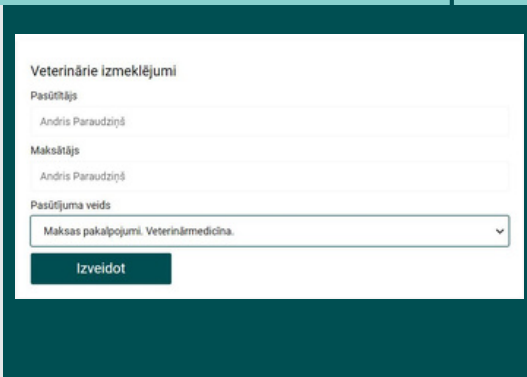 Veterinārie izmeklējumi
Pasūtītājs
Andris Paraudziņš
Maksātājs
Andris Paraudziņš
Pasūtījuma veids
Maksas pakalpojumi. Veterinārmedicīna.
Izveidot